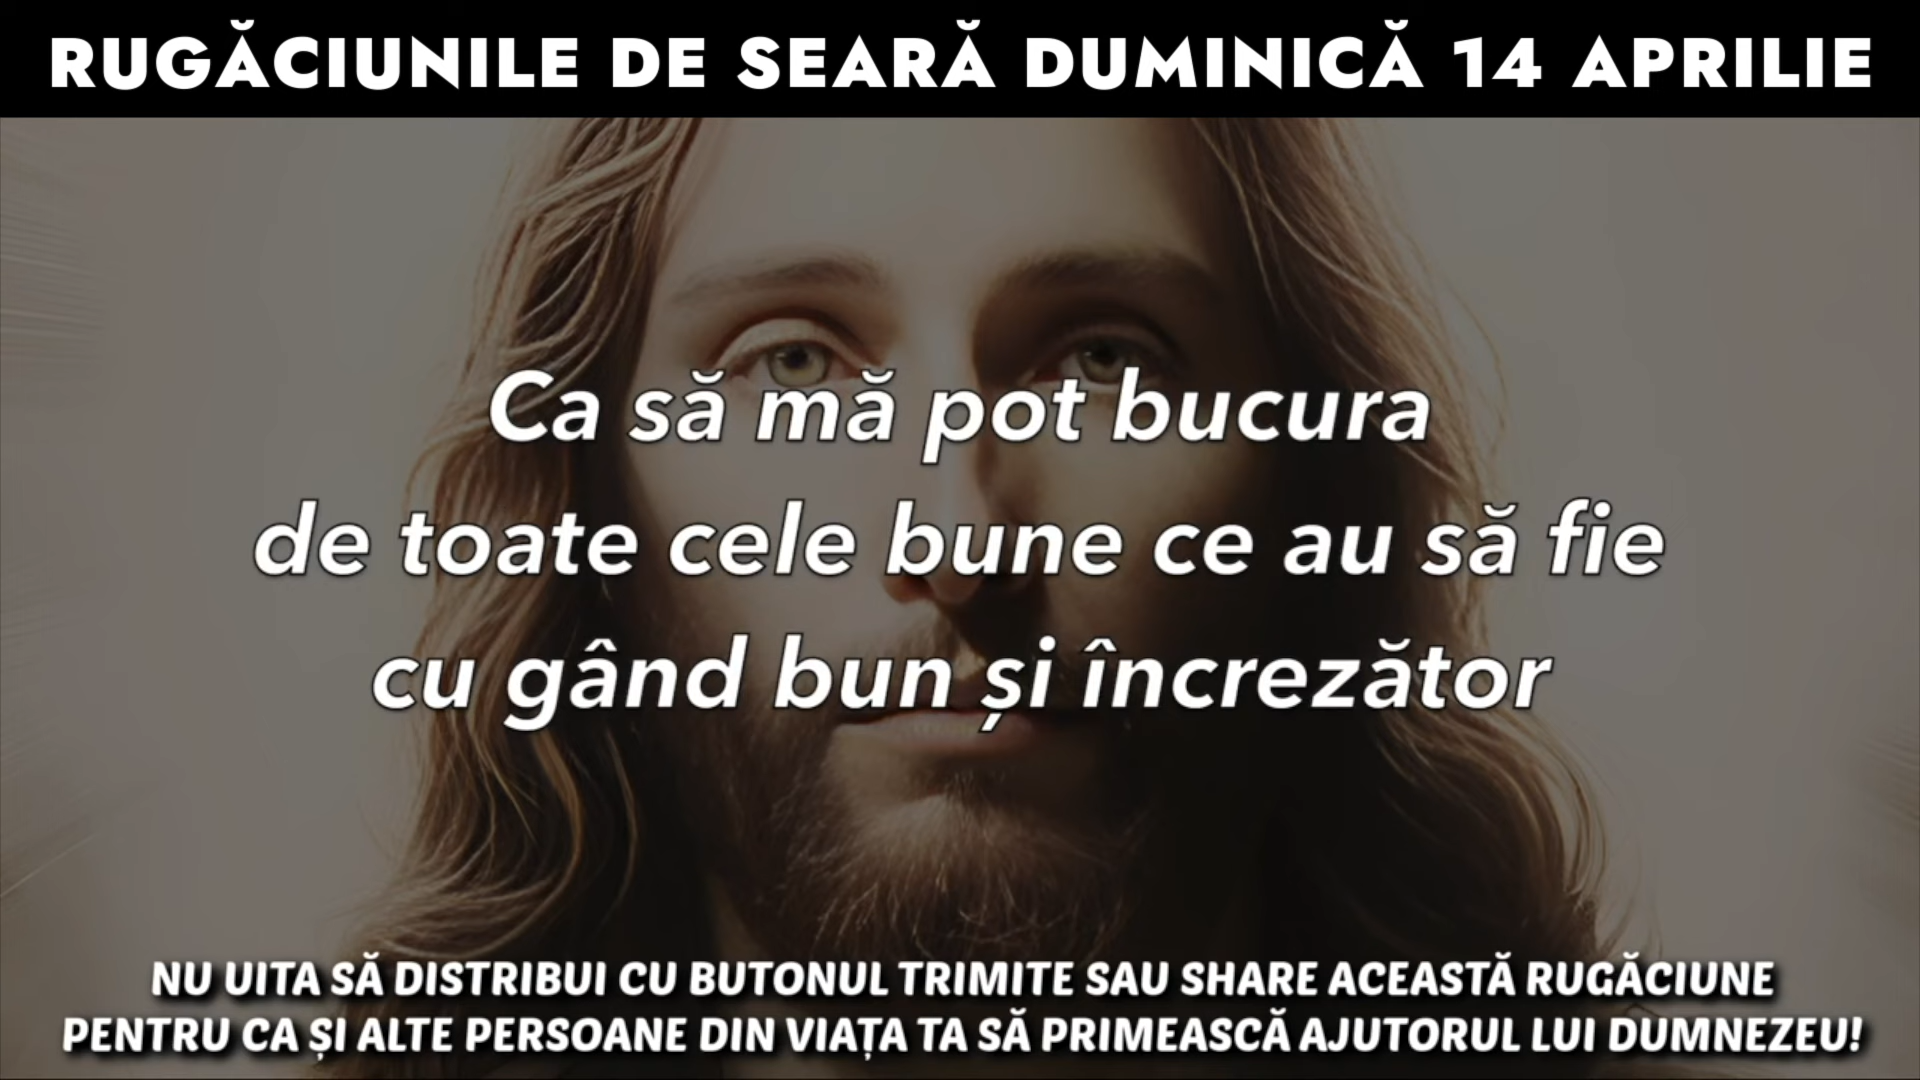 RUGĂCIUNILE DE SEARĂ DUMINICĂ 14 APRILIE
Ca să mă pot bucura
de toate cele bune ce au să fie
cu gând bun și încrezător
NU UITA SĂ DISTRIBUI CU BUTONUL TRIMITE SAU SHARE ACEASTĂ RUGĂCIUNE
PENTRU CA ȘI ALTE PERSOANE DIN VIAȚA TA SĂ PRIMEASCĂ AJUTORUL LUI DUMNEZEU!